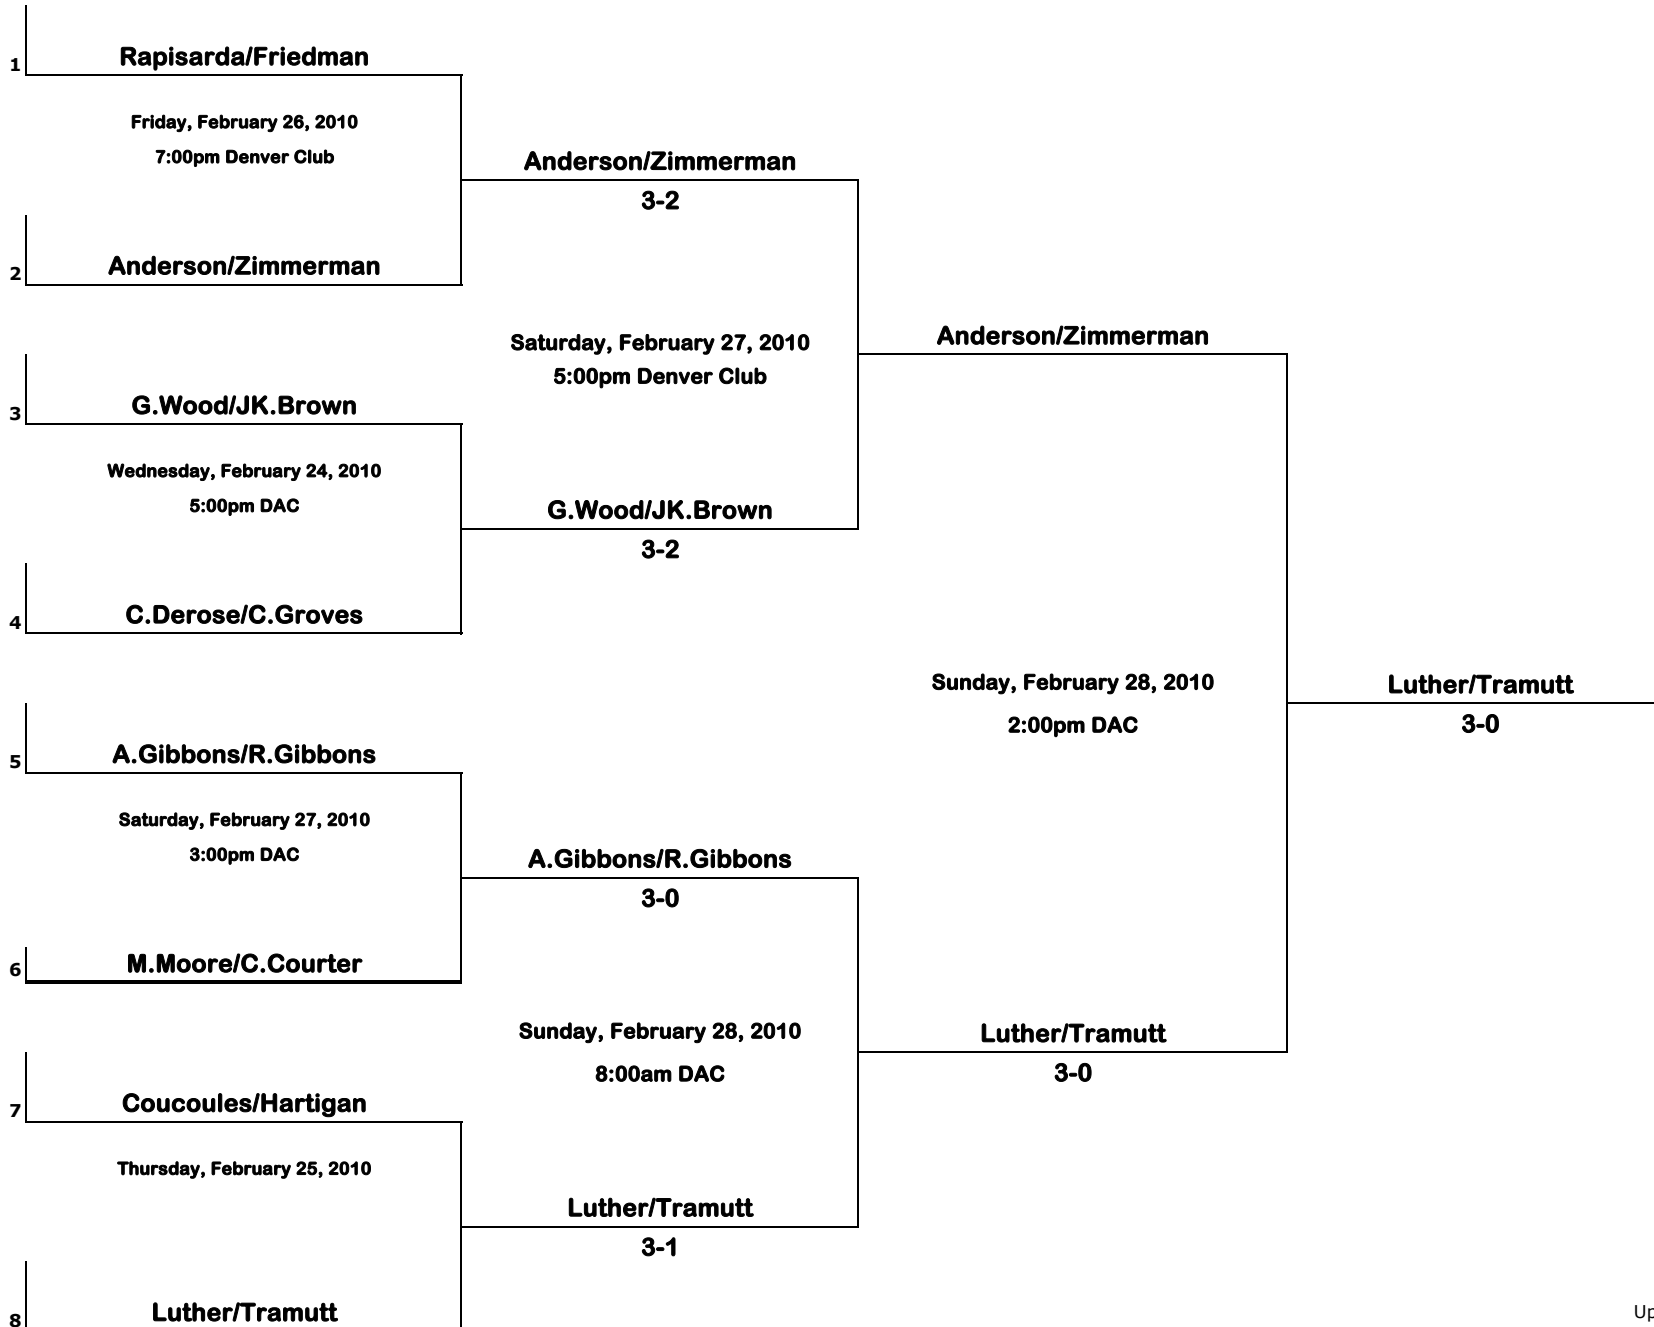 1
Rapisarda/Friedman
Friday, February 26, 2010
7:00pm Denver Club
Anderson/Zimmerman
3-2
2
Anderson/Zimmerman
Saturday, February 27, 2010
5:00pm Denver Club
Anderson/Zimmerman
3
G.Wood/JK.Brown
Wednesday, February 24, 2010
5:00pm DAC
G.Wood/JK.Brown
3-2
4
C.Derose/C.Groves
Sunday, February 28, 2010
2:00pm DAC
Luther/Tramutt
3-0
5
A.Gibbons/R.Gibbons
Saturday, February 27, 2010
3:00pm DAC
A.Gibbons/R.Gibbons
3-0
6
M.Moore/C.Courter
Sunday, February 28, 2010
8:00am DAC
Luther/Tramutt
3-0
7
Coucoules/Hartigan
Thursday, February 25, 2010
Luther/Tramutt
3-1
8
Luther/Tramutt
Up